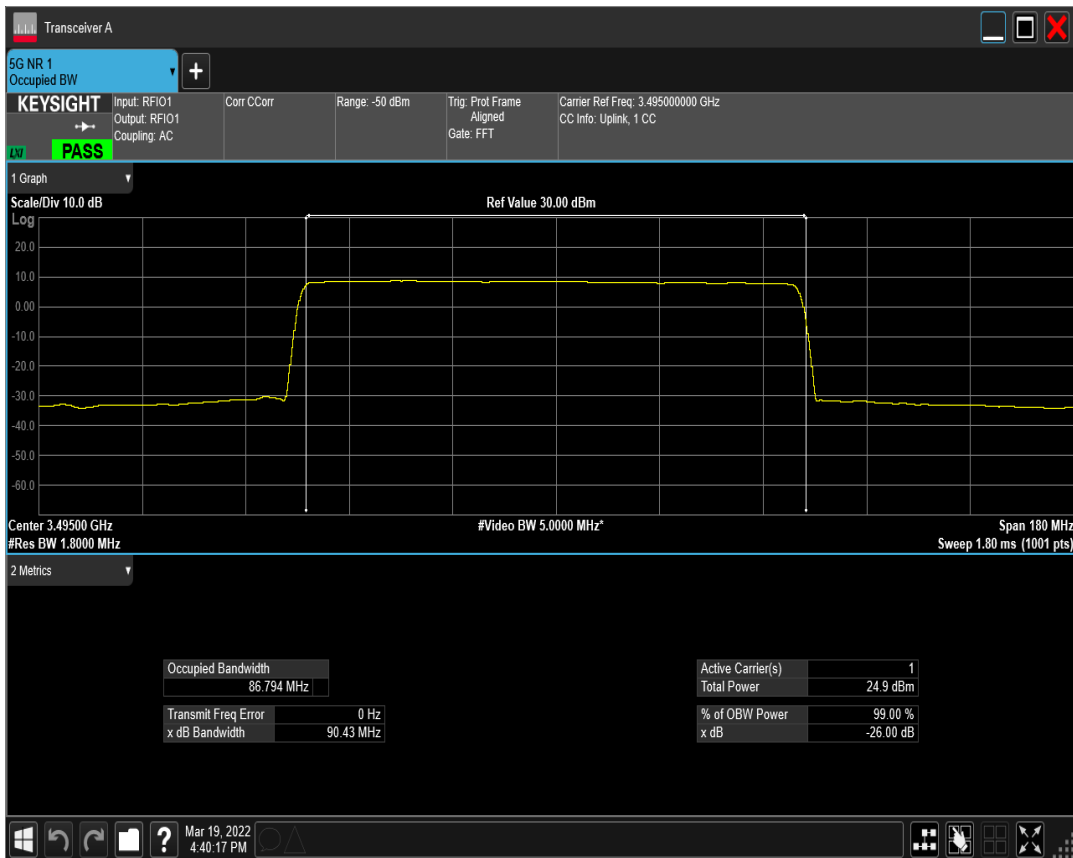 Transceiver A
5G NR 1
Occupied BW
KEYSIGHT
LXI
PASS
Input: RFIO1
Output: RFIO1
Coupling: AC
Corr CCorr
Range: -50 dBm
Trig: Prot Frame
Aligned
Gate: FFT
Carrier Ref Freq: 3.495000000 GHz
CC Info: Uplink, 1 CC
1 Graph
Scale/Div 10.0 dB
Ref Value 30.00 dBm
Log
20.0
10.0
0.00
-10.0
-20.0
-30.0
-40.0
-50.0
-60.0
Center 3.49500 GHz
#Video BW 5.0000 MHz*
Span 180 MHz
#Res BW 1.8000 MHz
Sweep 1.80 ms (1001 pts)
2 Metrics
Occupied Bandwidth
86.794 MHz
Transmit Freq Error 0 Hz
x dB Bandwidth 90.43 MHz
Active Carrier(s) 1
Total Power 24.9 dBm
% of OBW Power 99.00 %
x dB -26.00 dB
?
Mar 19, 2022
4:40:17 PM